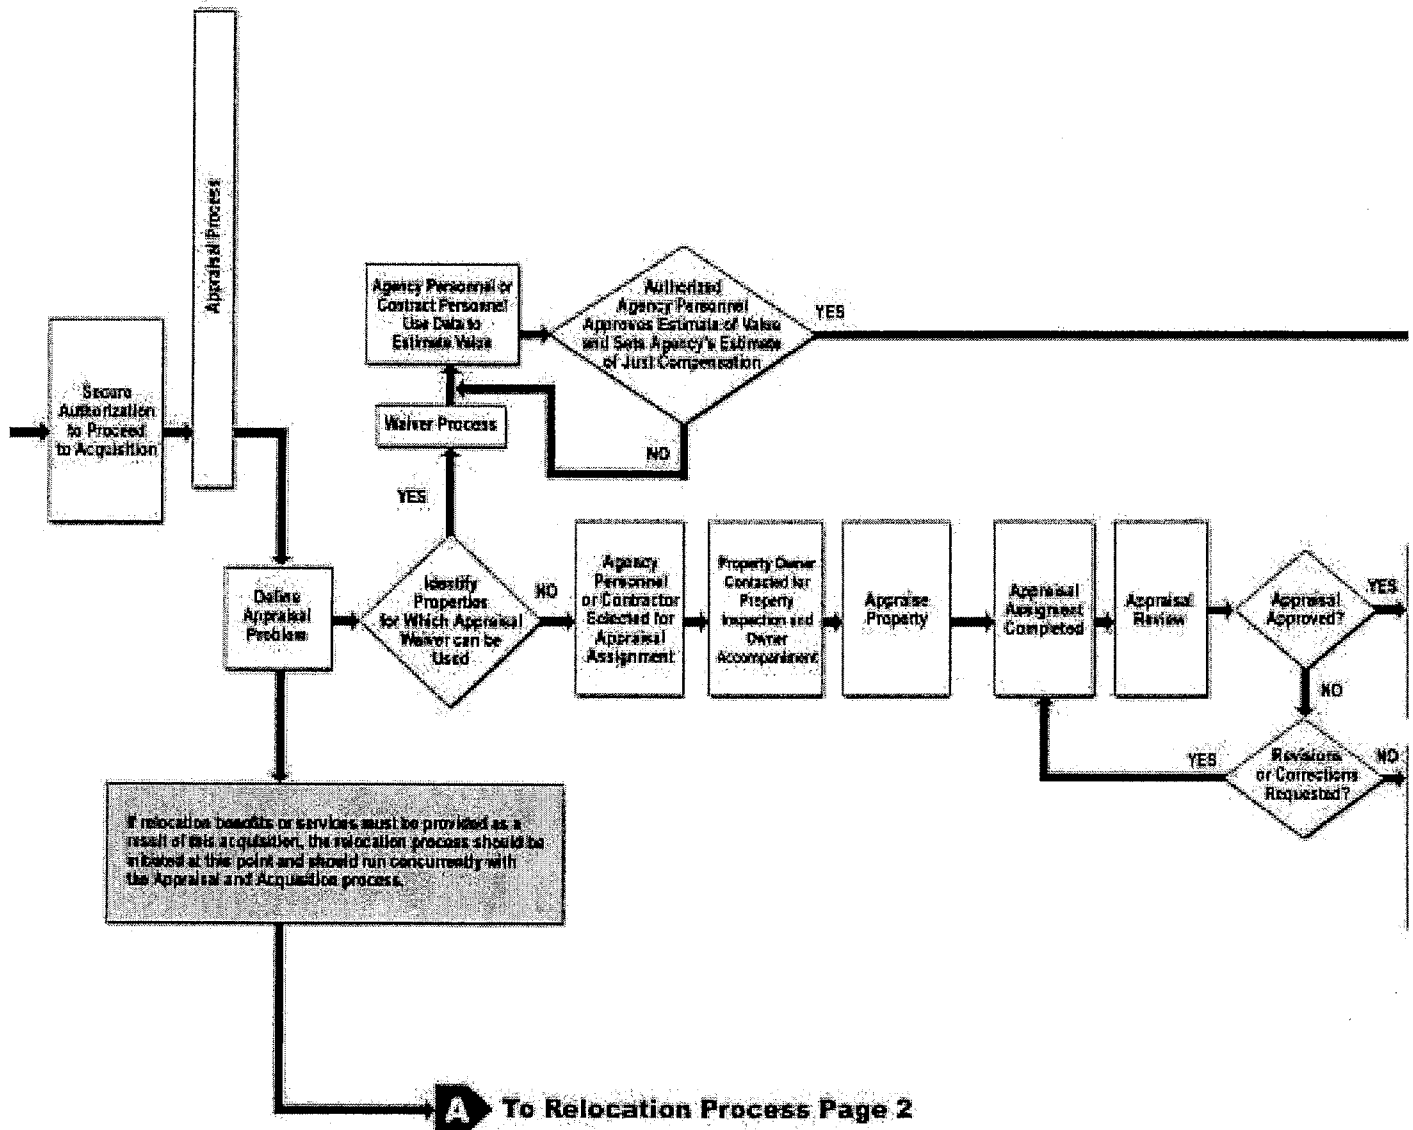 Appraisal Process
Secure
Authorization
to Proceed
to Acquisition
Agency Personnel or
Contract Personnel
Use Data to
Estimate Value
Authorized
Agency Personnel
Approves Estimate of Value
and Sets Agency's Estimate
of Just Compensation
YES
NO
Waiver Process
YES
Define
Appraisal
Problem
Identify
Properties
for Which Appraisal
Waiver can be
Used
NO
Agency
Personnel
or Contractor
Selected for
Appraisal
Assignment
Property Owner
Contacted for
Property
Inspection and
Owner
Accompaniment
Appraise
Property
Appraisal
Assignment
Completed
Appraisal
Review
Appraisal
Approved?
YES
NO
Revisions
or Corrections
Requested?
YES
NO
If relocation benefits or services must be provided as a
result of this acquisition, the relocation process should be
initiated at this point and should run concurrently with
the Appraisal and Acquisition process.
A To Relocation Process Page 2